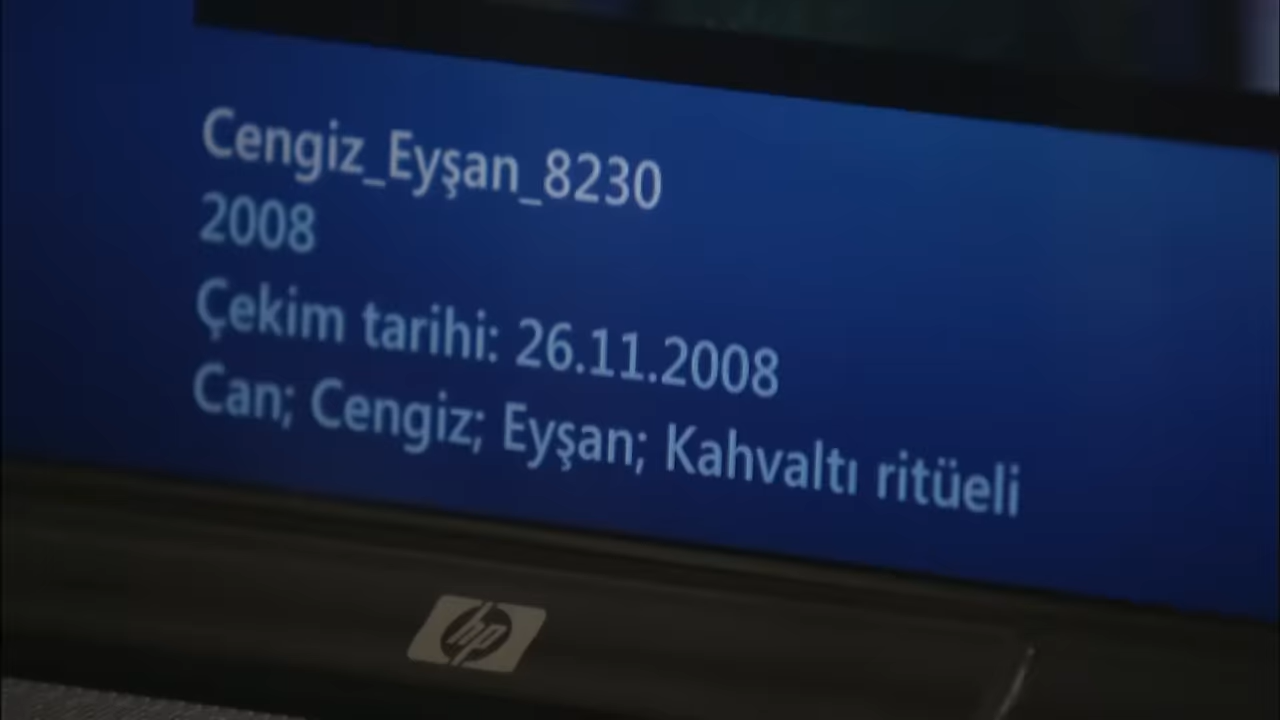 Cengiz_Eyşan_8230
2008
Çekim tarihi: 26.11.2008
Can; Cengiz; Eyşan; Kahvaltı ritüeli
hp